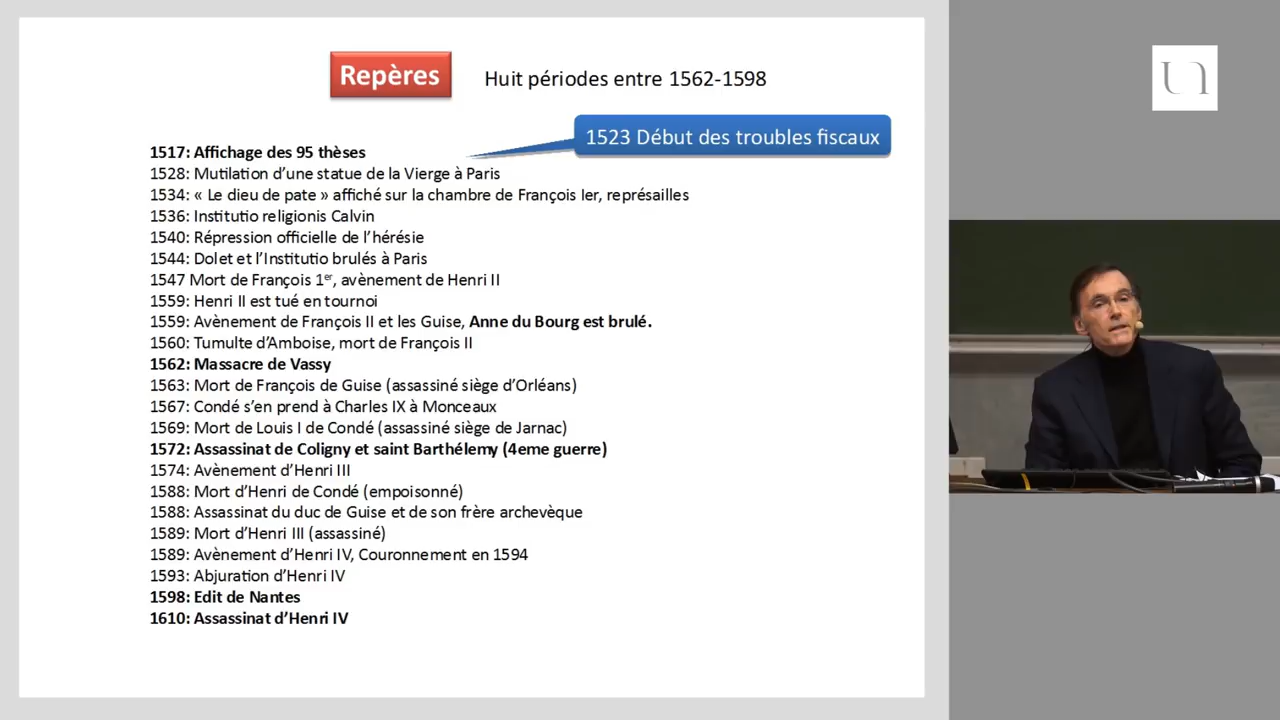 Repères
Huit périodes entre 1562-1598
1523 Début des troubles fiscaux
1517: Affichage des 95 thèses
1528: Mutilation d'une statue de la Vierge à Paris
1534: « Le dieu de pate » affiché sur la chambre de François Ier, représailles
1536: Institutio religionis Calvin
1540: Répression officielle de l'hérésie
1544: Dolet et l'Institutio brulés à Paris
1547 Mort de François 1er, avènement de Henri II
1559: Henri II est tué en tournoi
1559: Avènement de François II et les Guise, Anne du Bourg est brulé.
1560: Tumulte d'Amboise, mort de François II
1562: Massacre de Vassy
1563: Mort de François de Guise (assassiné siège d'Orléans)
1567: Condé s'en prend à Charles IX à Monceaux
1569: Mort de Louis I de Condé (assassiné siège de Jarnac)
1572: Assassinat de Coligny et saint Barthélemy (4eme guerre)
1574: Avènement d'Henri III
1588: Mort d'Henri de Condé (empoisonné)
1588: Assassinat du duc de Guise et de son frère archevèque
1589: Mort d'Henri III (assassiné)
1589: Avènement d'Henri IV, Couronnement en 1594
1593: Abjuration d'Henri IV
1598: Edit de Nantes
1610: Assassinat d'Henri IV